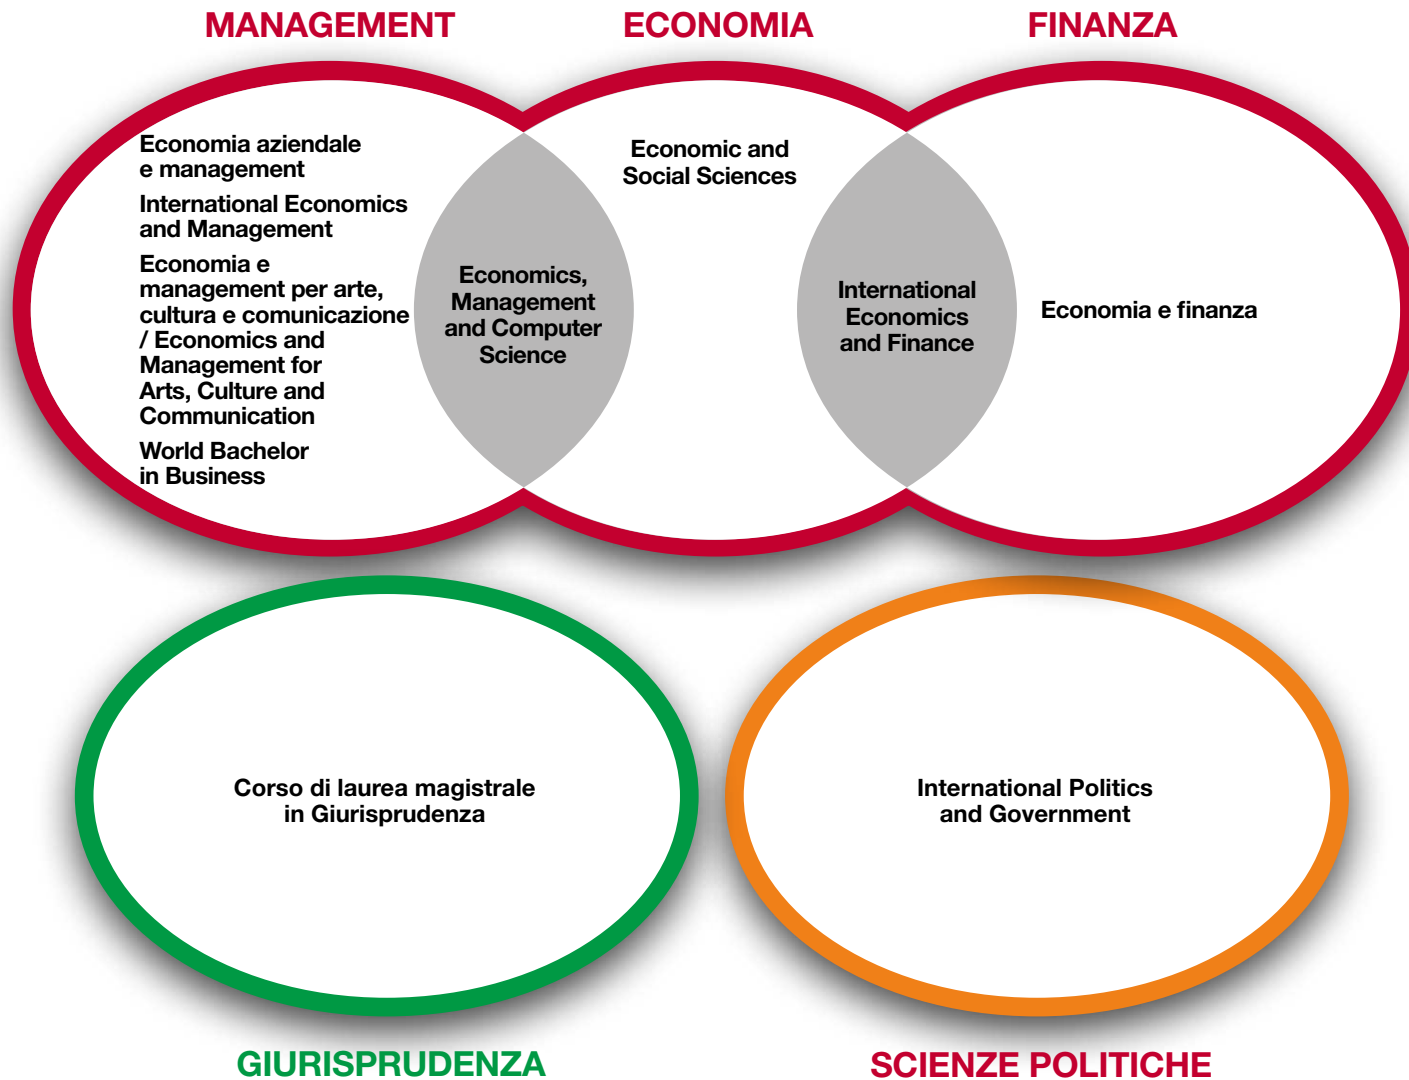 MANAGEMENT
ECONOMIA
FINANZA
Economia aziendale
e management
International Economics
and Management
Economia e
management per arte,
cultura e comunicazione
/ Economics and
Management for
Arts, Culture and
Communication
World Bachelor
in Business
Economics,
Management
and Computer
Science
Economic and
Social Sciences
International
Economics
and Finance
Economia e finanza
Corso di laurea magistrale
in Giurisprudenza
International Politics
and Government
GIURISPRUDENZA
SCIENZE POLITICHE